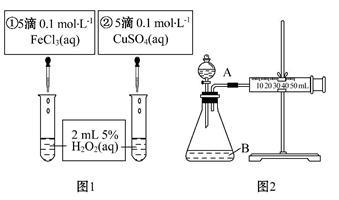 ①5滴 0.1 mol·L⁻¹
FeCl₃(aq)
②5滴 0.1 mol·L⁻¹
CuSO₄(aq)
2 mL 5%
H₂O₂(aq)
图1
A
10 20 30 40 50 mL
B
图2